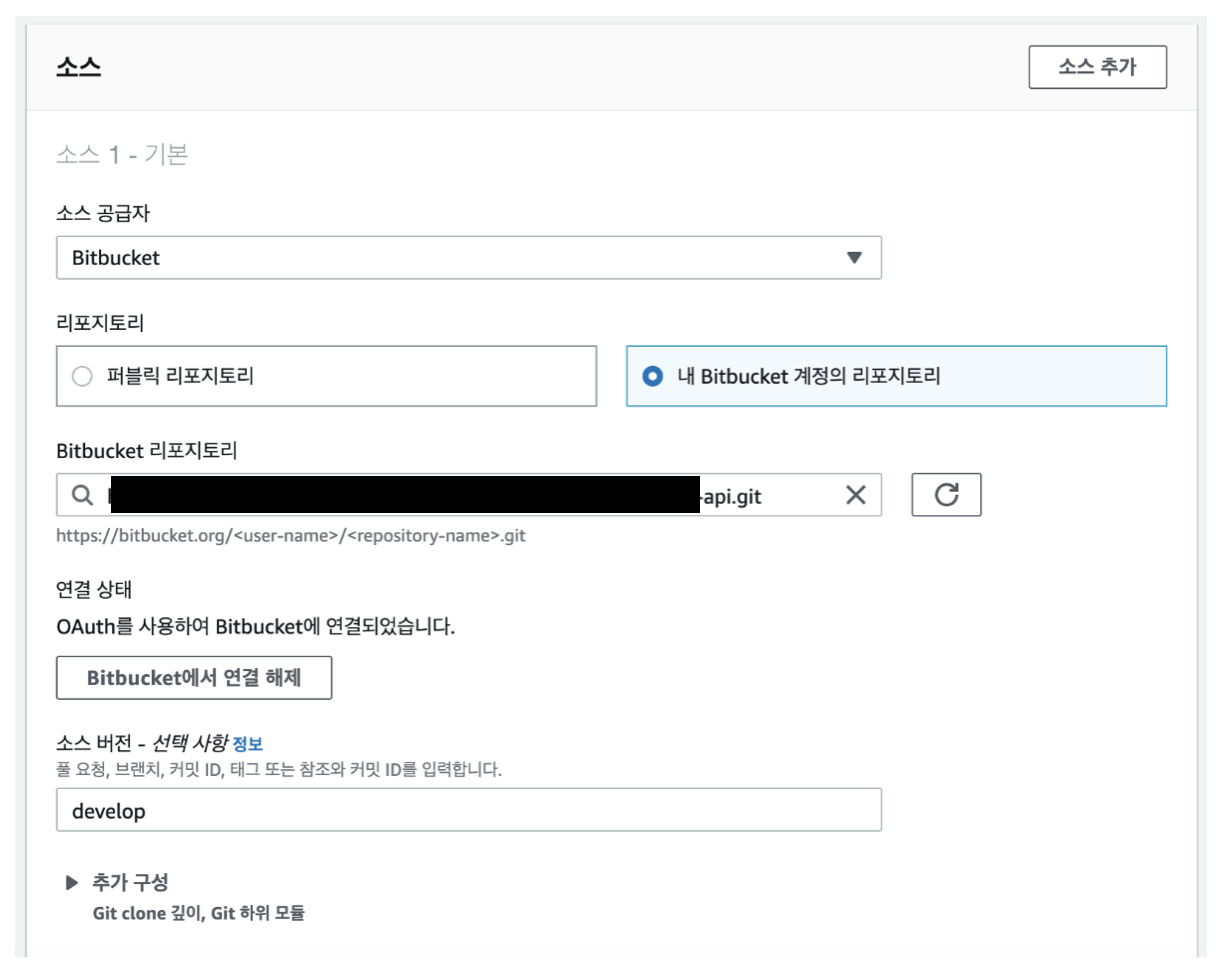 소스
소스 추가
소스 1 - 기본
소스 공급자
Bitbucket
리포지토리
퍼블릭 리포지토리
내 Bitbucket 계정의 리포지토리
Bitbucket 리포지토리
-api.git
https://bitbucket.org/<user-name>/<repository-name>.git
연결 상태
OAuth를 사용하여 Bitbucket에 연결되었습니다.
Bitbucket에서 연결 해제
소스 버전 - 선택 사항 정보
풀 요청, 브랜치, 커밋 ID, 태그 또는 참조와 커밋 ID를 입력합니다.
develop
추가 구성
Git clone 깊이, Git 하위 모듈